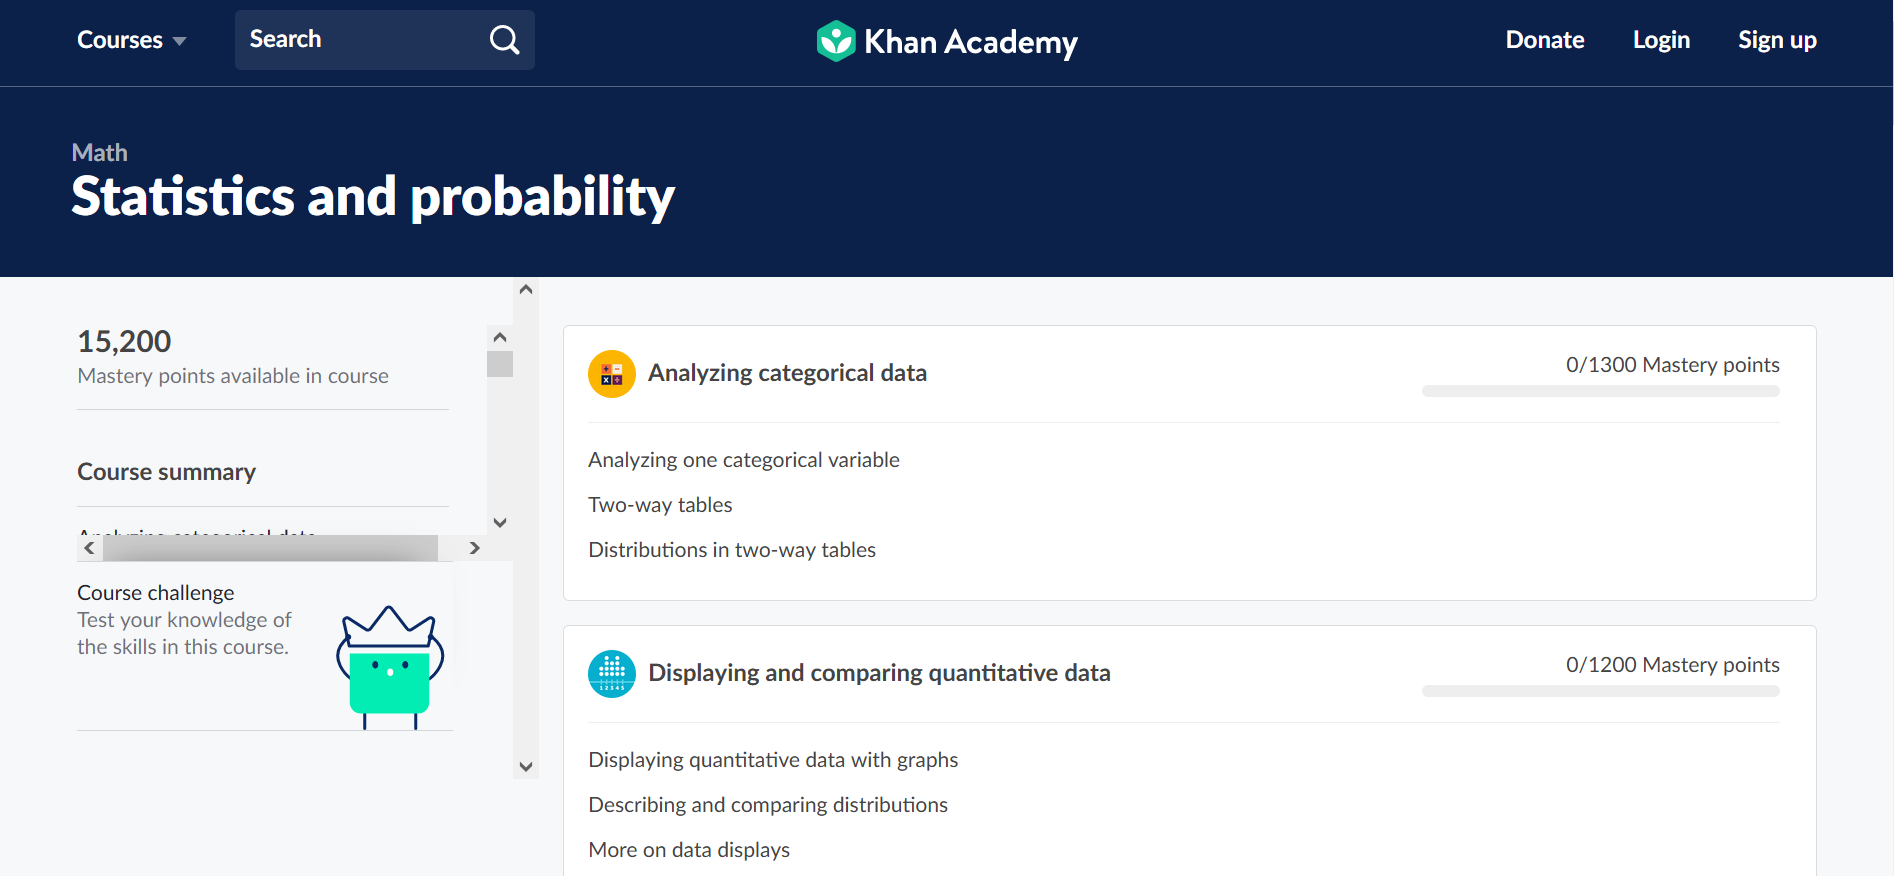 Courses
Search
Khan Academy
Donate
Login
Sign up
Math
Statistics and probability
15,200
Mastery points available in course
Course summary
Analyzing categorical data
Course challenge
Test your knowledge of
the skills in this course.
Analyzing categorical data
0/1300 Mastery points
Analyzing one categorical variable
Two-way tables
Distributions in two-way tables
Displaying and comparing quantitative data
0/1200 Mastery points
Displaying quantitative data with graphs
Describing and comparing distributions
More on data displays